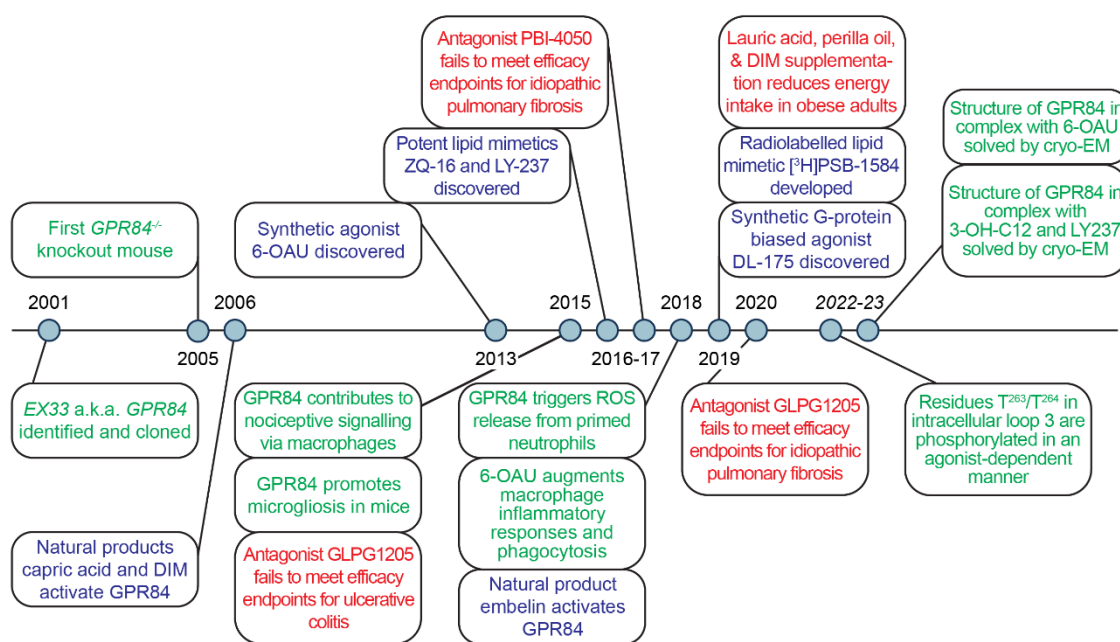 Antagonist PBI-4050
fails to meet efficacy
endpoints for idiopathic
pulmonary fibrosis
Lauric acid, perilla oil,
& DIM supplementa-
tion reduces energy
intake in obese adults
Structure of GPR84 in
complex with 6-OAU
solved by cryo-EM
Potent lipid mimetics
ZQ-16 and LY-237
discovered
Radiolabelled lipid
mimetic [³H]PSB-1584
developed
First GPR84-/-
knockout mouse
Synthetic agonist
6-OAU discovered
Synthetic G-protein
biased agonist
DL-175 discovered
Structure of GPR84 in
complex with
3-OH-C12 and LY237
solved by cryo-EM
2001
2006
2015
2018
2020
2022-23
2005
2013
2016-17
2019
EX33 a.k.a. GPR84
identified and cloned
GPR84 contributes to
nociceptive signalling
via macrophages
GPR84 triggers ROS
release from primed
neutrophils
Antagonist GLPG1205
fails to meet efficacy
endpoints for idiopathic
pulmonary fibrosis
Residues T²⁶³/T²⁶⁴ in
intracellular loop 3 are
phosphorylated in an
agonist-dependent
manner
GPR84 promotes
microgliosis in mice
6-OAU augments
macrophage
inflammatory
responses and
phagocytosis
Natural products
capric acid and DIM
activate GPR84
Antagonist GLPG1205
fails to meet efficacy
endpoints for ulcerative
colitis
Natural product
embelin activates
GPR84